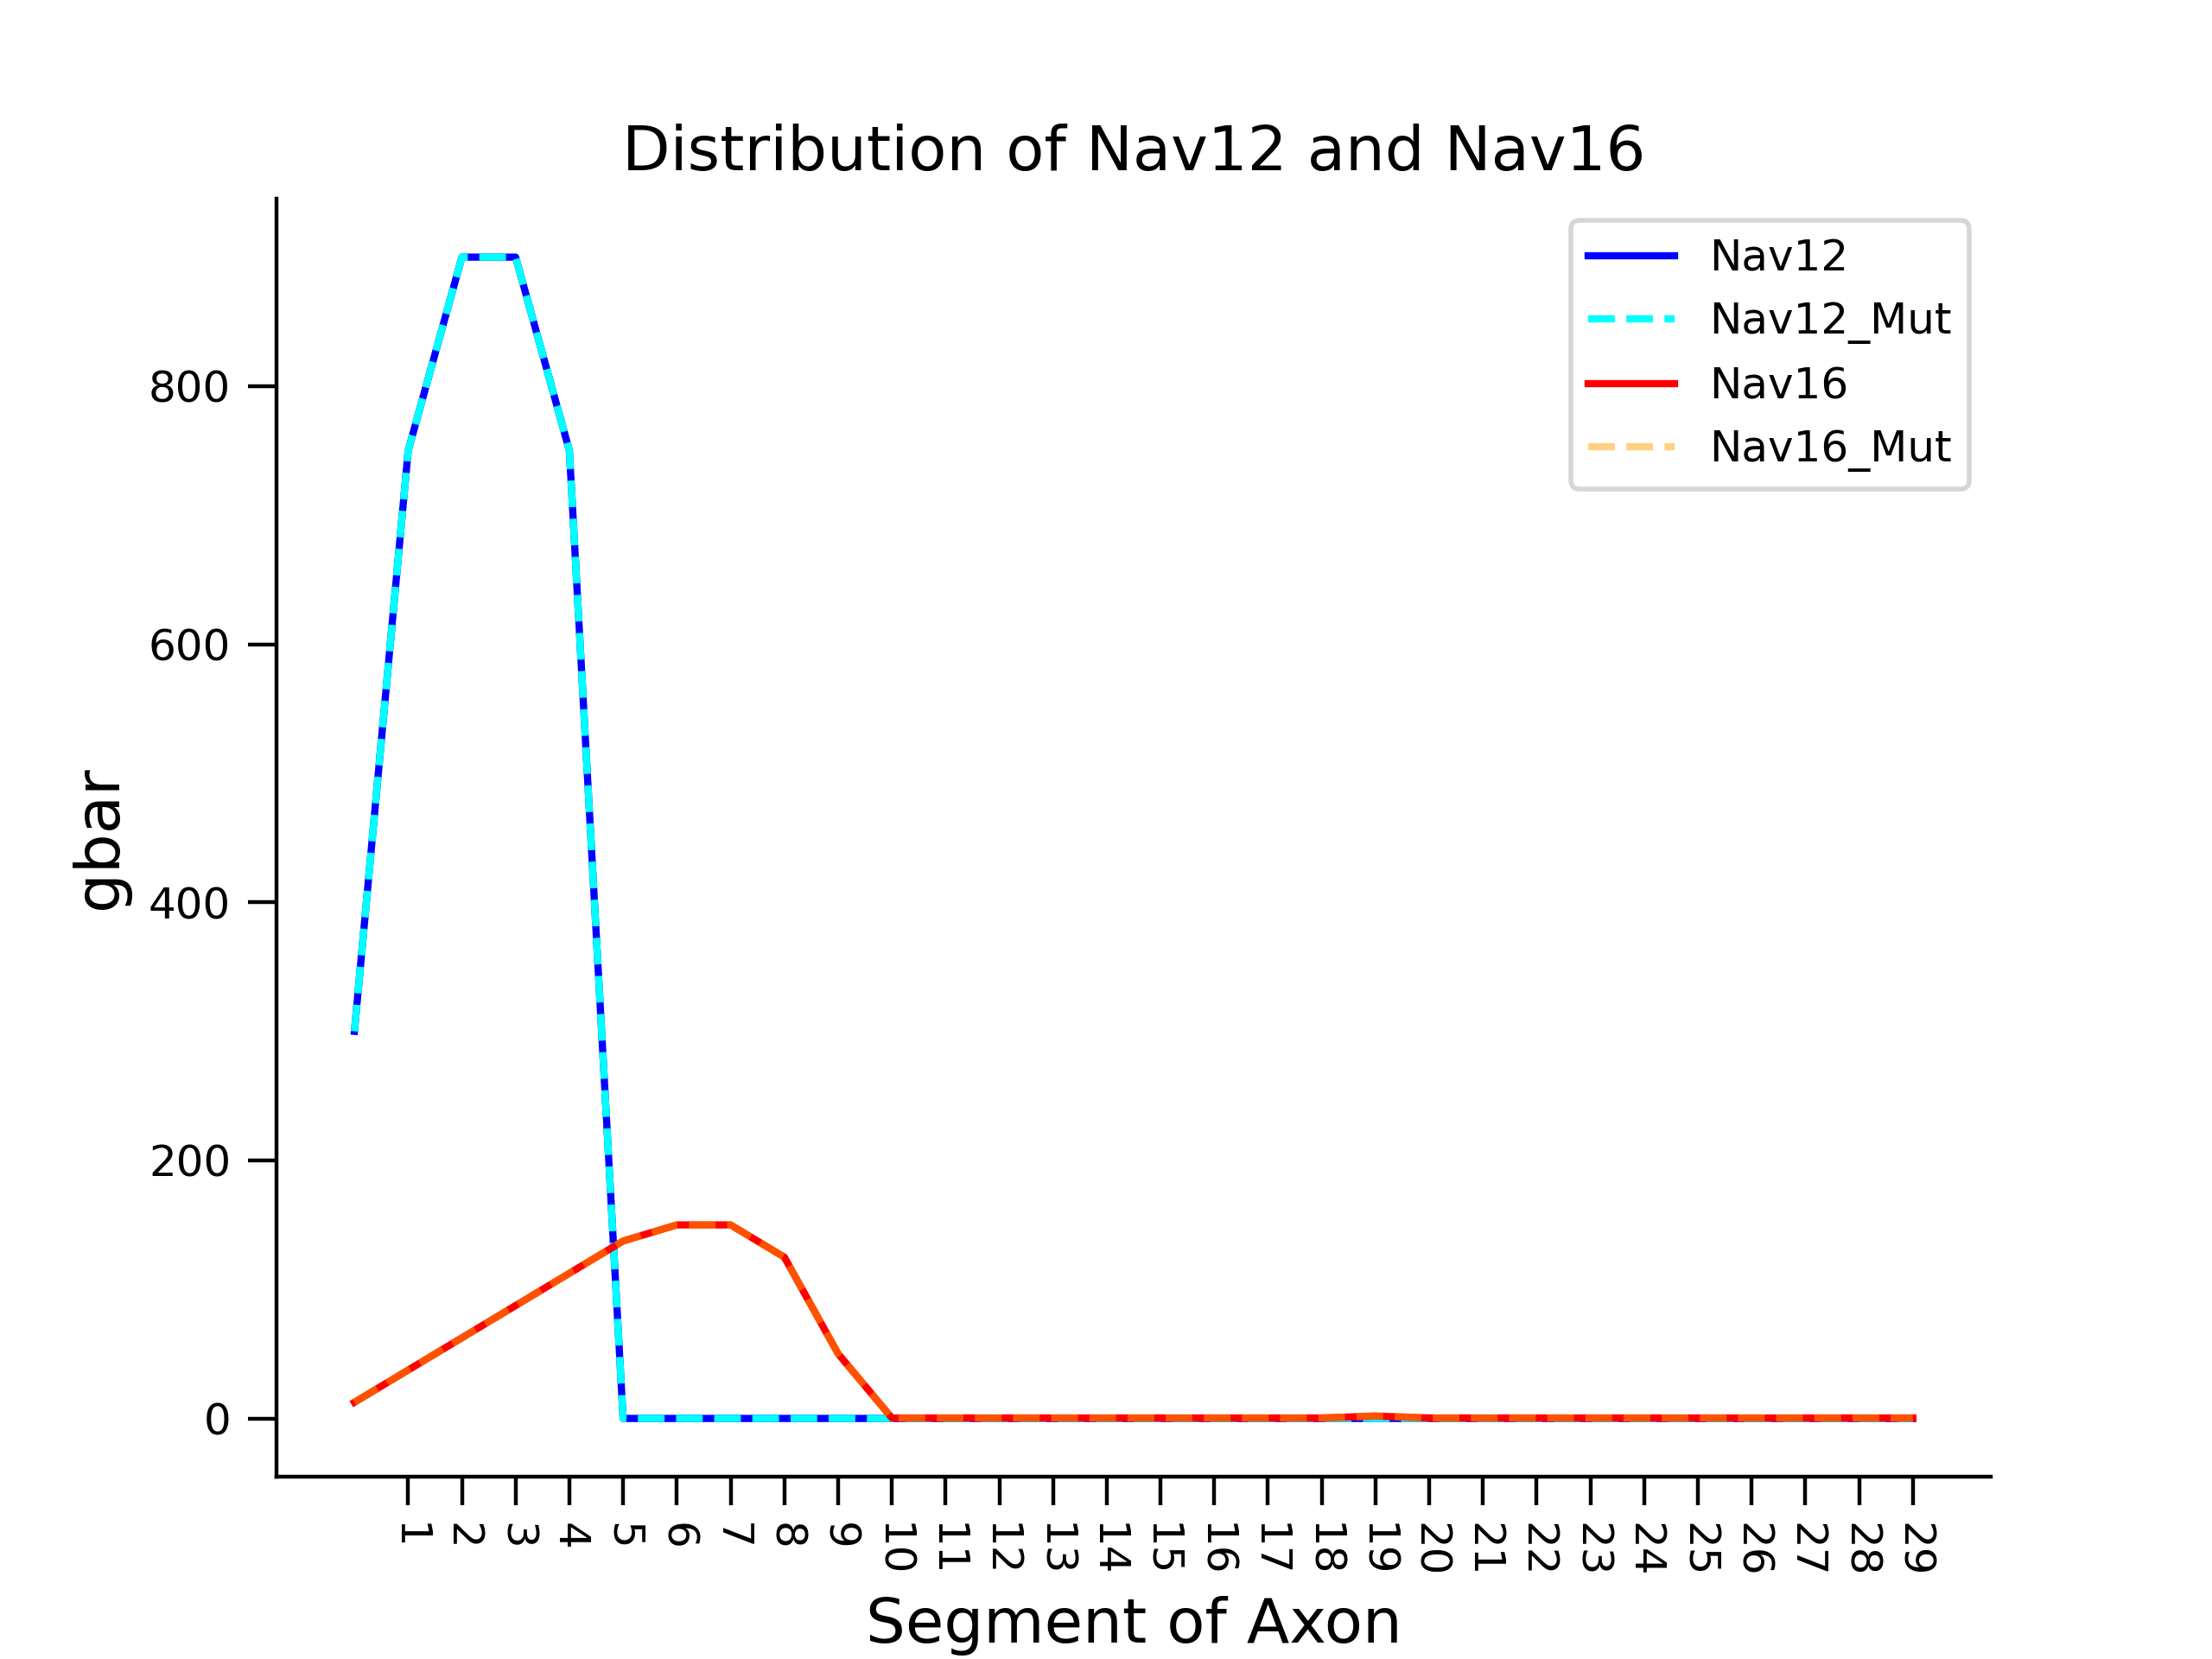 Distribution of Nav12 and Nav16
Nav12
Nav12_Mut
Nav16
Nav16_Mut
gbar
800
600
400
200
0
1 2 3 4 5 6 7 8 9 10 11 12 13 14 15 16 17 18 19 20 21 22 23 24 25 26 27 28 29
Segment of Axon